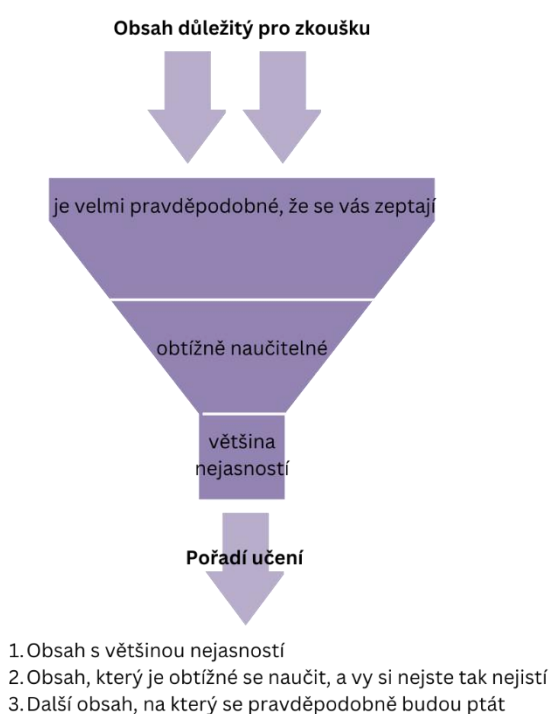 Obsah důležitý pro zkoušku
je velmi pravděpodobné, že se vás zeptají
obtížně naučitelné
většina
nejasností
Pořadí učení
1. Obsah s většinou nejasností
2. Obsah, který je obtížné se naučit, a vy si nejste tak nejistí
3. Další obsah, na který se pravděpodobně budou ptát